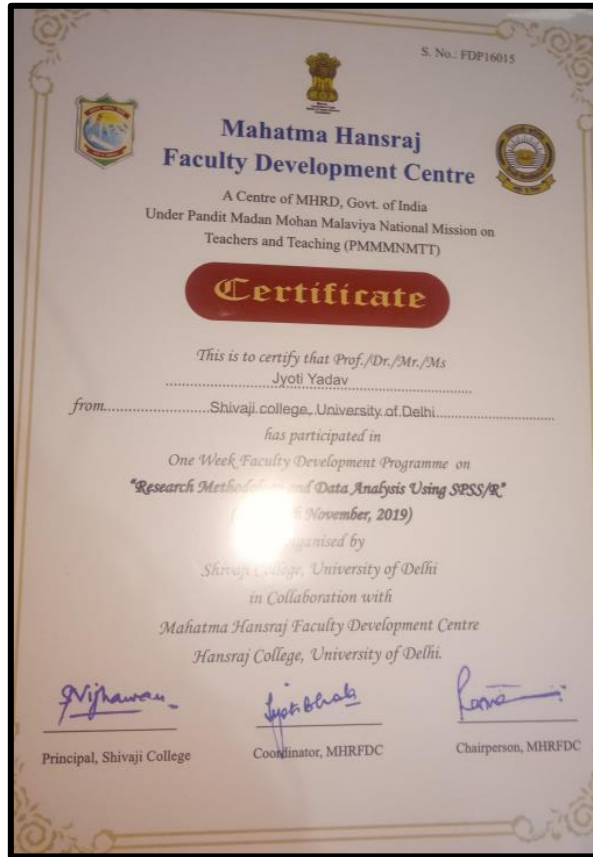 S. No.: FDP16015
Mahatma Hansraj
Faculty Development Centre
A Centre of MHRD, Govt. of India
Under Pandit Madan Mohan Malaviya National Mission on
Teachers and Teaching (PMMMNMTT)
Certificate
This is to certify that Prof./Dr./Mr./Ms
Jyoti Yadav
from Shivaji college, University of Delhi
has participated in
One Week Faculty Development Programme on
"Research and Data Analysis Using SPSS/R"
November, 2019)
by
Shivaji College, University of Delhi
in Collaboration with
Mahatma Hansraj Faculty Development Centre
Hansraj College, University of Delhi.
Principal, Shivaji College
Coordinator, MHRFDC
Chairperson, MHRFDC